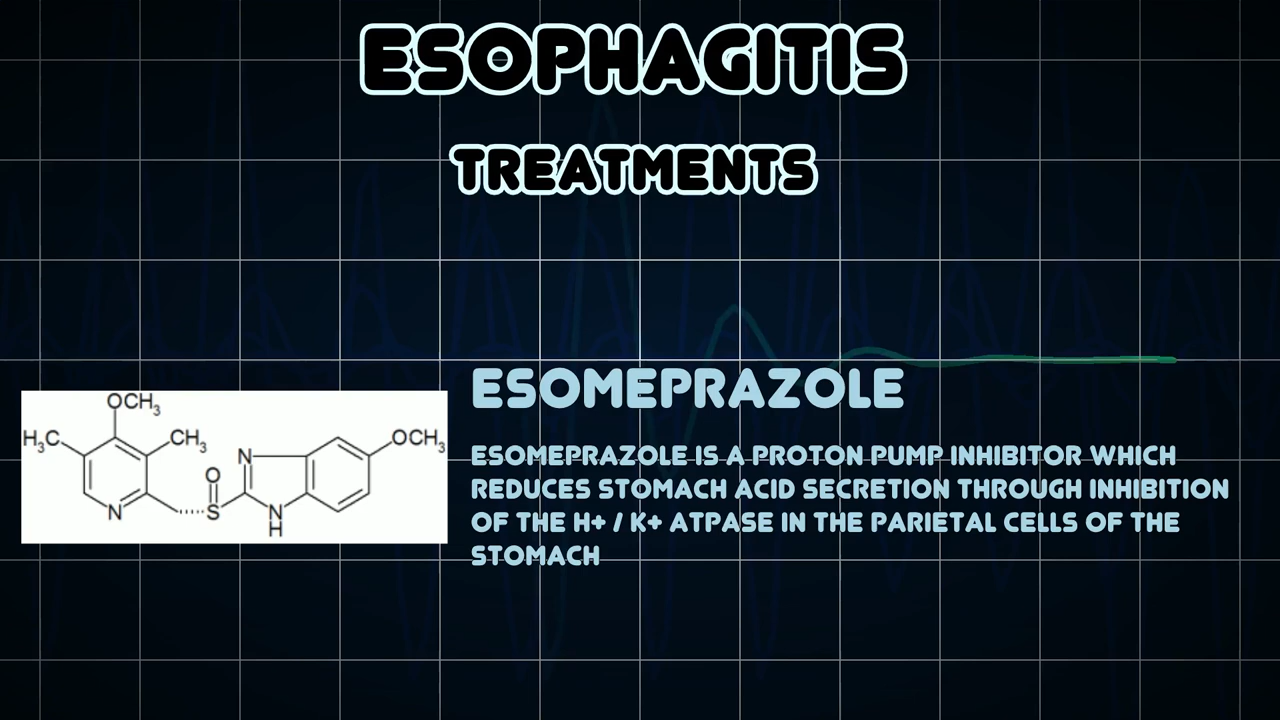 ESOPHAGITIS
TREATMENTS
ESOMEPRAZOLE
ESOMEPRAZOLE IS A PROTON PUMP INHIBITOR WHICH
REDUCES STOMACH ACID SECRETION THROUGH INHIBITION
OF THE H+ / K+ ATPASE IN THE PARIETAL CELLS OF THE
STOMACH
OCH3
H3C
CH3
O
N
OCH3
N
S
N
H